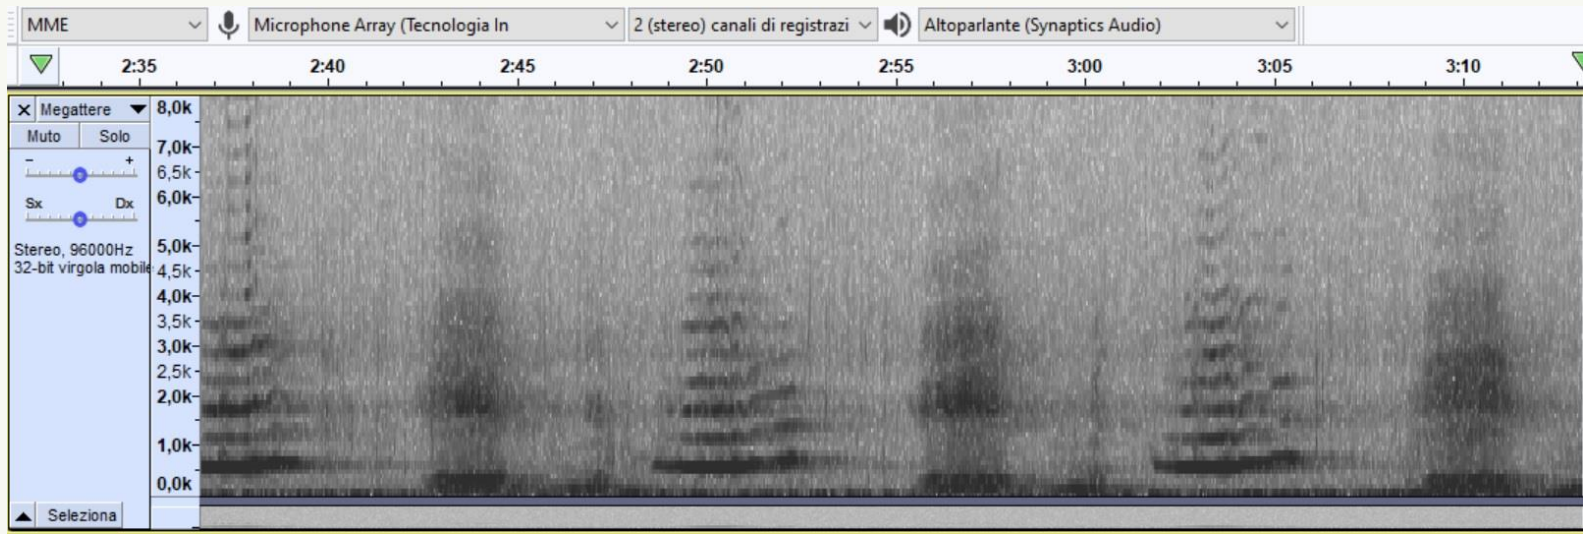 MME Microphone Array (Tecnologia In 2 (stereo) canali di registrazi Altoparlante (Synaptics Audio)
2:35 2:40 2:45 2:50 2:55 3:00 3:05 3:10
× Megattere
Muto Solo
- +
Sx Dx
Stereo, 96000Hz
32-bit virgola mobile
8,0k
7,0k
6,5k
6,0k
5,0k
4,5k
4,0k
3,5k
3,0k
2,5k
2,0k
1,0k
0,0k
Seleziona